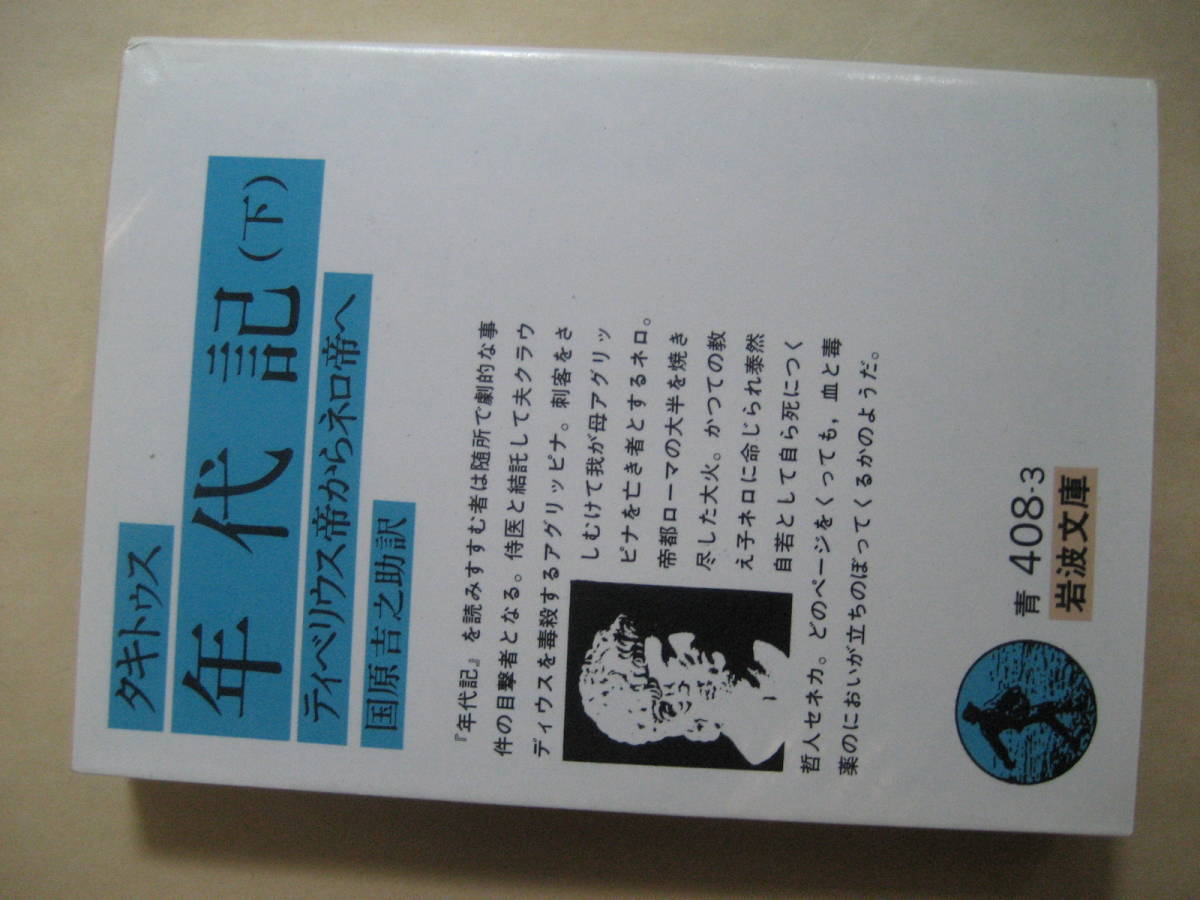 タキトゥス
年代記(下)
ティベリウス帝からネロ帝へ
国原吉之助訳
『年代記』を読みすすむ者は随所で劇的な事
件の目撃者となる。侍医と結託して夫クラウ
ディウスを毒殺するアグリッピナ。刺客をさ
しむけて我が母アグリッ
ピナを亡き者とするネロ。
帝都ローマの大半を焼き
尽した大火。かつての教
え子ネロに命じられ泰然
自若として自ら死につく
哲人セネカ。どのページをくっても，血と毒
薬のにおいが立ちのぼってくるかのようだ。
青 408-3
岩波文庫